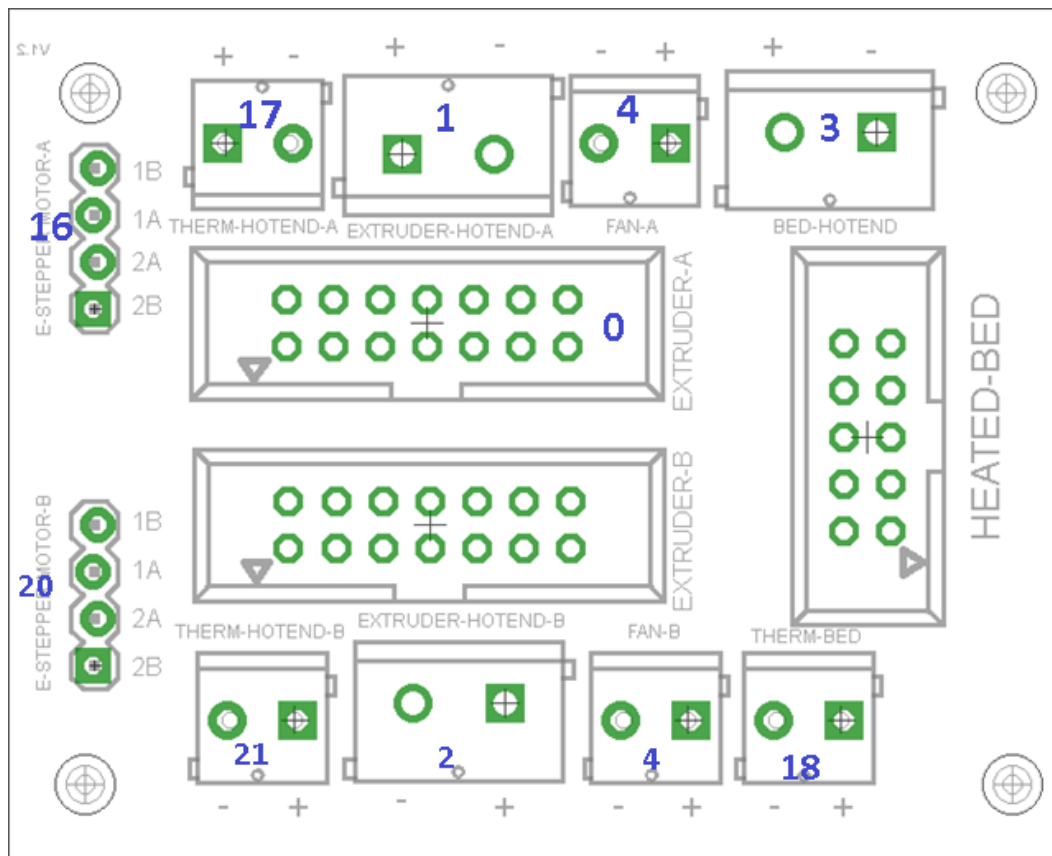 V1.2
+ - + - - + + -
17 1 4 3
THERM-HOTEND-A EXTRUDER-HOTEND-A FAN-A BED-HOTEND
E-STEPPER-MOTOR-A
16
1B
1A
2A
2B
EXTRUDER-A
0
HEATED-BED
EXTRUDER-B
E-STEPPER-MOTOR-B
20
1B
1A
2A
2B
THERM-HOTEND-B EXTRUDER-HOTEND-B FAN-B THERM-BED
21 2 4 18
- + - + - + - +